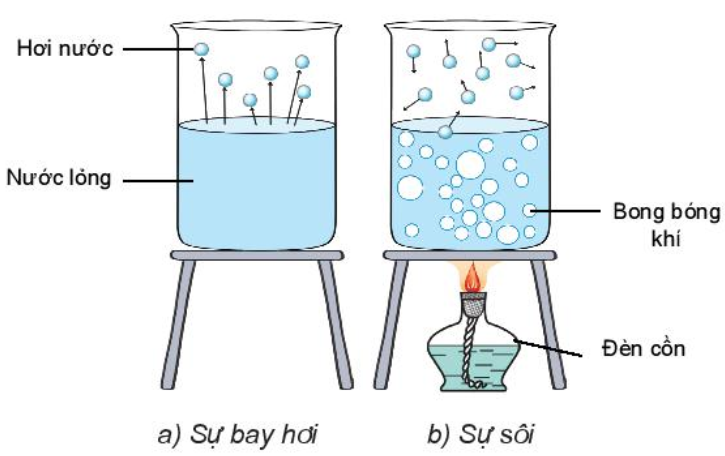 Hơi nước
Nước lỏng
Bong bóng
khí
Đèn cồn
a) Sự bay hơi
b) Sự sôi